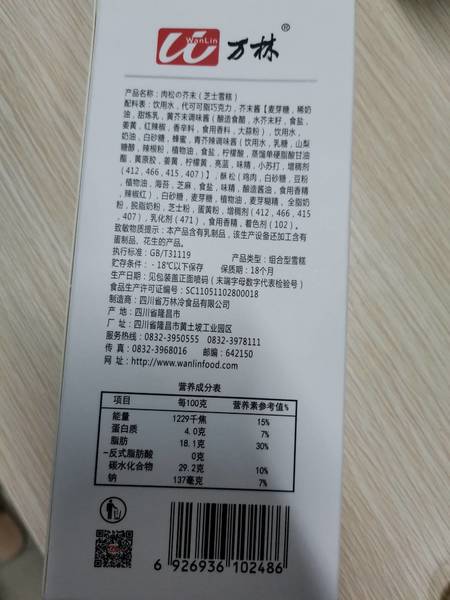 WanLin
万林®
产品名称：肉松の芥末（芝士雪糕）
配料表：饮用水，代可可脂巧克力，芥末酱【麦芽糖，稀奶
油，甜炼乳，黄芥末调味酱（酿造食醋，水芥末籽，食盐，
姜黄，红辣椒，香辛料，食用香料，大蒜粉），饮用水，
奶油，白砂糖，蜂蜜，青芥辣调味酱（饮用水，乳糖，山梨
糖醇，辣根粉，植物油，食盐，柠檬酸，蒸馏单硬脂酸甘油
酯，黄原胶，姜黄，柠檬黄，亮蓝，味精，小苏打，增稠剂
(412, 466, 415, 407)】，酥松（鸡肉，白砂糖，豆粉
，植物油，海苔，芝麻，食盐，味精，酿造酱油，食用香精
，辣椒红），白砂糖，麦芽糖，植物油，麦芽糊精，全脂奶
粉，脱脂奶粉，芝士粉，蛋黄粉，增稠剂(412, 466, 415
, 407)，乳化剂(471)，食用香精，着色剂(102)。
致敏物质提示：本产品含有乳制品，该生产设备还加工含有
蛋制品、花生的产品。
执行标准：GB/T31119 产品类型：组合型雪糕
贮存条件：-18℃以下保存 保质期：18个月
生产日期：见包装盖正面喷码（末端字母数字代表检验号）
食品生产许可证编号：SC11051102800018
制造商：四川省万林冷食品有限公司
产 地：四川省隆昌市
厂 址：四川省隆昌市黄土坡工业园区
服务热线：0832-3950555 0832-3978111
传 真：0832-3968016 邮编：642150
网 址：http://www.wanlinfood.com
营养成分表
项目 每100克 营养素参考值%
能量 1229千焦 15%
蛋白质 4.0克 7%
脂肪 18.1克 30%
-反式脂肪酸 0克
碳水化合物 29.2克 10%
钠 137毫克 7%
6 926936 102486